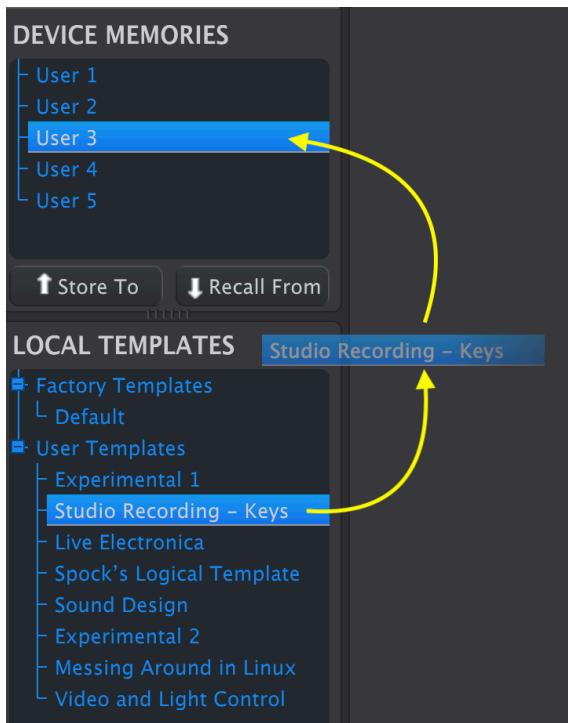 DEVICE MEMORIES
User 1
User 2
User 3
User 4
User 5
Store To
Recall From
LOCAL TEMPLATES
Studio Recording – Keys
Factory Templates
Default
User Templates
Experimental 1
Studio Recording – Keys
Live Electronica
Spock's Logical Template
Sound Design
Experimental 2
Messing Around in Linux
Video and Light Control